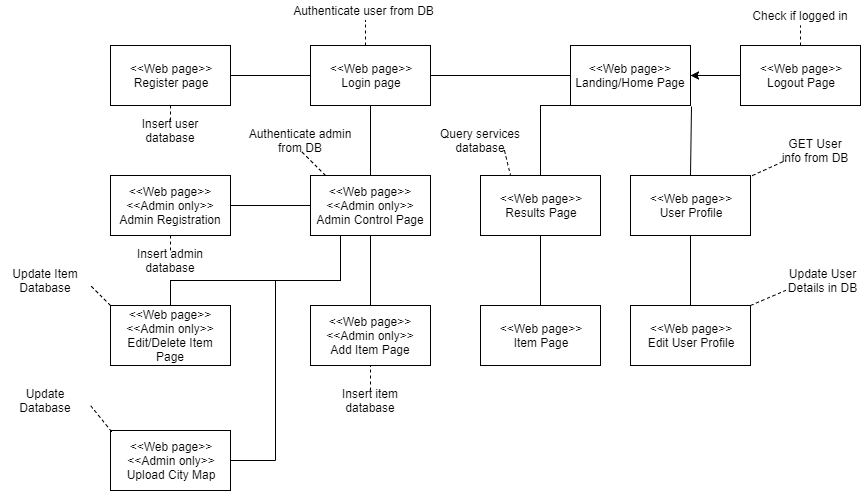 Authenticate user from DB
Check if logged in
<<Web page>>
Register page
<<Web page>>
Login page
<<Web page>>
Landing/Home Page
<<Web page>>
Logout Page
Insert user
database
Authenticate admin
from DB
Query services
database
GET User
info from DB
<<Web page>>
<<Admin only>>
Admin Registration
<<Web page>>
<<Admin only>>
Admin Control Page
<<Web page>>
Results Page
<<Web page>>
User Profile
Insert admin
database
Update Item
Database
Update User
Details in DB
<<Web page>>
<<Admin only>>
Edit/Delete Item
Page
<<Web page>>
<<Admin only>>
Add Item Page
<<Web page>>
Item Page
<<Web page>>
Edit User Profile
Update
Database
Insert item
database
<<Web page>>
<<Admin only>>
Upload City Map